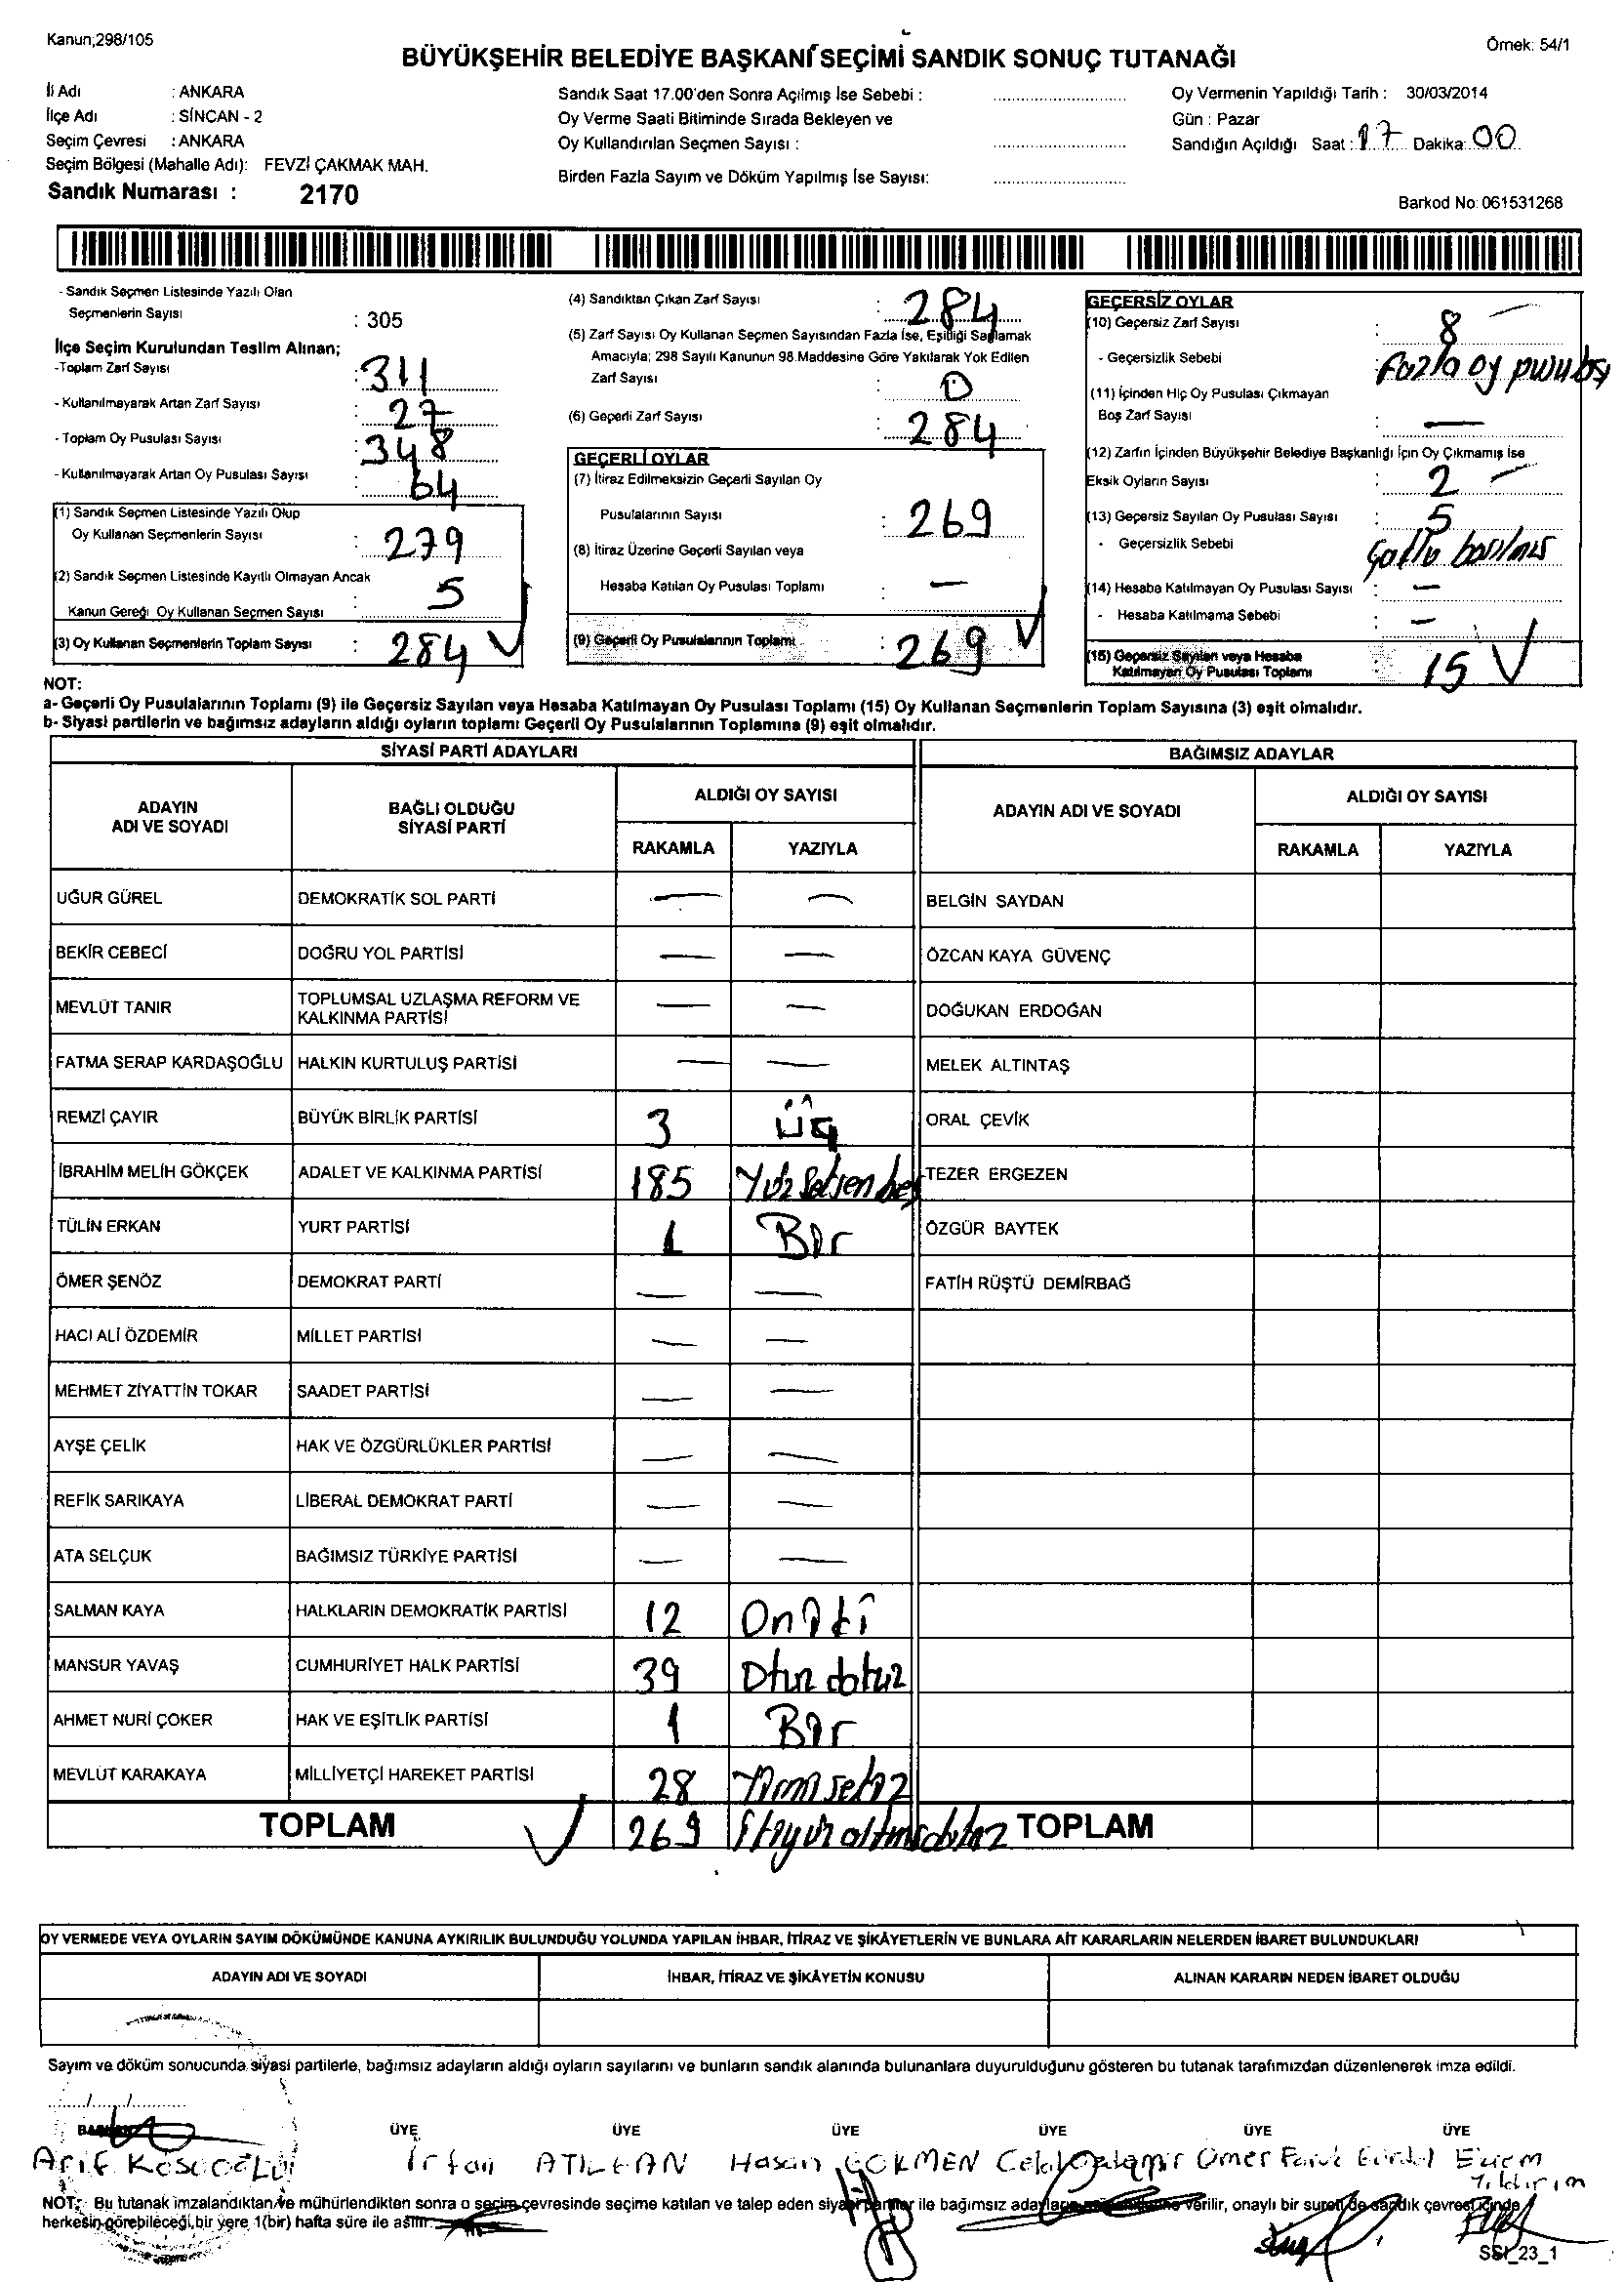 Kanun;298/105
Örnek: 54/1
BÜYÜKŞEHİR BELEDİYE BAŞKANI SEÇİMİ SANDIK SONUÇ TUTANAĞI
İli Adı : ANKARA
İlçe Adı : SİNCAN - 2
Seçim Çevresi : ANKARA
Seçim Bölgesi (Mahalle Adı): FEVZİ ÇAKMAK MAH.
Sandık Numarası : 2170
Sandık Saat 17.00'den Sonra Açılmış İse Sebebi :
Oy Verme Saati Bitiminde Sırada Bekleyen ve
Oy Kullandırılan Seçmen Sayısı :
Birden Fazla Sayım ve Döküm Yapılmış İse Sayısı:
Oy Vermenin Yapıldığı Tarih : 30/03/2014
Gün : Pazar
Sandığın Açıldığı Saat : 17 Dakika: 00
Barkod No: 061531268
- Sandık Seçmen Listesinde Yazılı Olan
Seçmenlerin Sayısı : 305
İlçe Seçim Kurulundan Teslim Alınan;
-Toplam Zarf Sayısı : 311
- Kullanılmayarak Artan Zarf Sayısı : 27
- Toplam Oy Pusulası Sayısı : 348
- Kullanılmayarak Artan Oy Pusulası Sayısı : 64
(1) Sandık Seçmen Listesinde Yazılı Olup
Oy Kullanan Seçmenlerin Sayısı : 279
(2) Sandık Seçmen Listesinde Kayıtlı Olmayan Ancak
Kanun Gereği Oy Kullanan Seçmen Sayısı : 5
(3) Oy Kullanan Seçmenlerin Toplam Sayısı : 284
(4) Sandıktan Çıkan Zarf Sayısı : 284
(5) Zarf Sayısı Oy Kullanan Seçmen Sayısından Fazla İse, Eşitliği Sağlamak
Amacıyla; 298 Sayılı Kanunun 98.Maddesine Göre Yakılarak Yok Edilen
Zarf Sayısı : 0
(6) Geçerli Zarf Sayısı : 284
GEÇERLİ OYLAR
(7) İtiraz Edilmeksizin Geçerli Sayılan Oy
Pusulalarının Sayısı : 269
(8) İtiraz Üzerine Geçerli Sayılan veya
Hesaba Katılan Oy Pusulası Toplamı : —
(9) Geçerli Oy Pusulalarının Toplamı : 269
GEÇERSİZ OYLAR
(10) Geçersiz Zarf Sayısı : 8
- Geçersizlik Sebebi : Fazla oy pusulası
(11) İçinden Hiç Oy Pusulası Çıkmayan
Boş Zarf Sayısı : —
(12) Zarfın İçinden Büyükşehir Belediye Başkanlığı İçin Oy Çıkmamış İse
Eksik Oyların Sayısı : 2
(13) Geçersiz Sayılan Oy Pusulası Sayısı : 5
- Geçersizlik Sebebi
(14) Hesaba Katılmayan Oy Pusulası Sayısı : —
- Hesaba Katılmama Sebebi : —
(15) Geçersiz Sayılan veya Hesaba
Katılmayan Oy Pusulası Toplamı : 15
NOT:
a- Geçerli Oy Pusulalarının Toplamı (9) ile Geçersiz Sayılan veya Hesaba Katılmayan Oy Pusulası Toplamı (15) Oy Kullanan Seçmenlerin Toplam Sayısına (3) eşit olmalıdır.
b- Siyasi partilerin ve bağımsız adayların aldığı oyların toplamı Geçerli Oy Pusulalarının Toplamına (9) eşit olmalıdır.
SİYASİ PARTİ ADAYLARI
BAĞIMSIZ ADAYLAR
ADAYIN ADI VE SOYADI
BAĞLI OLDUĞU SİYASİ PARTİ
ALDIĞI OY SAYISI
RAKAMLA YAZIYLA
ADAYIN ADI VE SOYADI
ALDIĞI OY SAYISI
RAKAMLA YAZIYLA
UĞUR GÜREL DEMOKRATİK SOL PARTİ — — BELGİN SAYDAN
BEKİR CEBECİ DOĞRU YOL PARTİSİ — — ÖZCAN KAYA GÜVENÇ
MEVLÜT TANIR TOPLUMSAL UZLAŞMA REFORM VE KALKINMA PARTİSİ — — DOĞUKAN ERDOĞAN
FATMA SERAP KARDAŞOĞLU HALKIN KURTULUŞ PARTİSİ — — MELEK ALTINTAŞ
REMZİ ÇAYIR BÜYÜK BİRLİK PARTİSİ 3 Üç ORAL ÇEVİK
İBRAHİM MELİH GÖKÇEK ADALET VE KALKINMA PARTİSİ 185 Yüz seksen beş TEZER ERGEZEN
TÜLİN ERKAN YURT PARTİSİ 1 Bir ÖZGÜR BAYTEK
ÖMER ŞENÖZ DEMOKRAT PARTİ — — FATİH RÜŞTÜ DEMİRBAĞ
HACI ALİ ÖZDEMİR MİLLET PARTİSİ — —
MEHMET ZİYATTİN TOKAR SAADET PARTİSİ — —
AYŞE ÇELİK HAK VE ÖZGÜRLÜKLER PARTİSİ — —
REFİK SARIKAYA LİBERAL DEMOKRAT PARTİ — —
ATA SELÇUK BAĞIMSIZ TÜRKİYE PARTİSİ — —
SALMAN KAYA HALKLARIN DEMOKRATİK PARTİSİ 12 On iki
MANSUR YAVAŞ CUMHURİYET HALK PARTİSİ 39 Otuz dokuz
AHMET NURİ ÇOKER HAK VE EŞİTLİK PARTİSİ 1 Bir
MEVLÜT KARAKAYA MİLLİYETÇİ HAREKET PARTİSİ 28 Yirmi sekiz
TOPLAM 269 İkiyüz altmış dokuz TOPLAM
OY VERMEDE VEYA OYLARIN SAYIM DÖKÜMÜNDE KANUNA AYKIRILIK BULUNDUĞU YOLUNDA YAPILAN İHBAR, İTİRAZ VE ŞİKÂYETLERİN VE BUNLARA AİT KARARLARIN NELERDEN İBARET BULUNDUKLARI
ADAYIN ADI VE SOYADI İHBAR, İTİRAZ VE ŞİKÂYETİN KONUSU ALINAN KARARIN NEDEN İBARET OLDUĞU
Sayım ve döküm sonucunda siyasi partilerle, bağımsız adayların aldığı oyların sayılarını ve bunların sandık alanında bulunanlara duyurulduğunu gösteren bu tutanak tarafımızdan düzenlenerek imza edildi.
..../..../........
BAŞKAN ÜYE ÜYE ÜYE ÜYE ÜYE ÜYE
Arif İrfan ATILGAN Hasan GÖKMEN Ömer Faruk
Yıldırım
NOT: Bu tutanak imzalandıktan ve mühürlendikten sonra o seçim çevresinde seçime katılan ve talep eden siyasi partiler ile bağımsız adaylara verilir, onaylı bir sureti de sandık çevresi içinde
herkesin görebileceği bir yere 1(bir) hafta süre ile asılır.
SSI_23_1